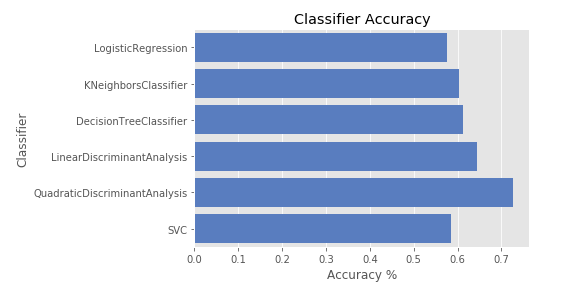 Classifier Accuracy
LogisticRegression
KNeighborsClassifier
DecisionTreeClassifier
LinearDiscriminantAnalysis
QuadraticDiscriminantAnalysis
SVC
Classifier
0.0 0.1 0.2 0.3 0.4 0.5 0.6 0.7
Accuracy %